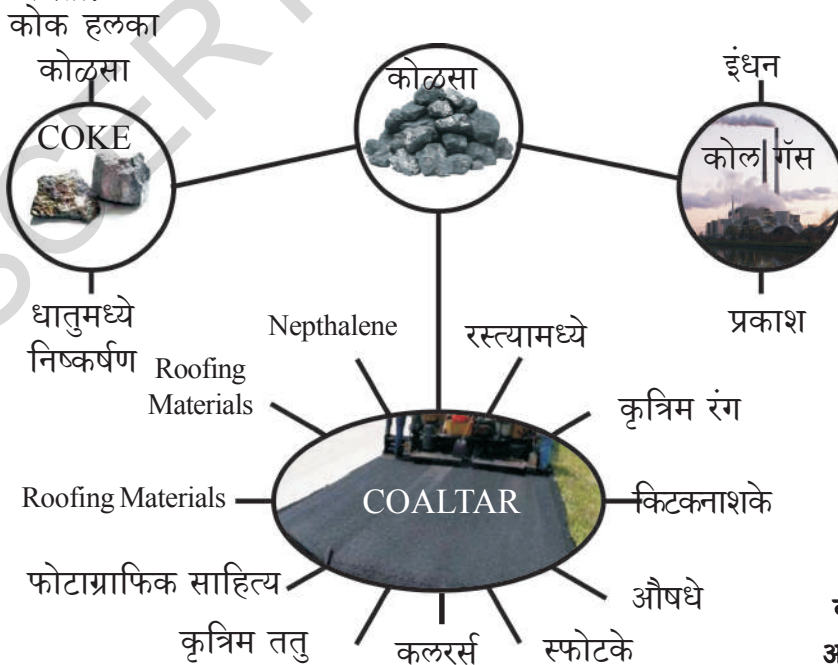 कोक हलका
कोळसा
COKE
धातुमध्ये
निष्कर्षण
कोळसा
इंधन
कोल गॅस
प्रकाश
Nepthalene
रस्त्यामध्ये
Roofing
Materials
कृत्रिम रंग
Roofing Materials
COALTAR
किटकनाशके
फोटाग्राफिक साहित्य
औषधे
कृत्रिम ततु
कलरर्स
स्फोटके